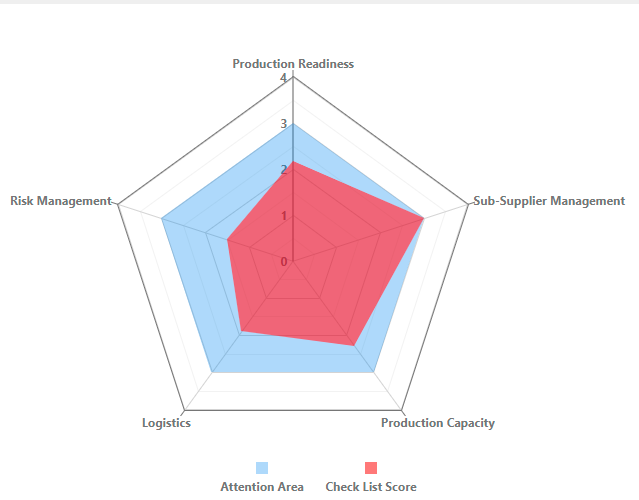 Production Readiness
4
3
Risk Management
2
Sub-Supplier Management
1
0
Logistics
Production Capacity
Attention Area
Check List Score